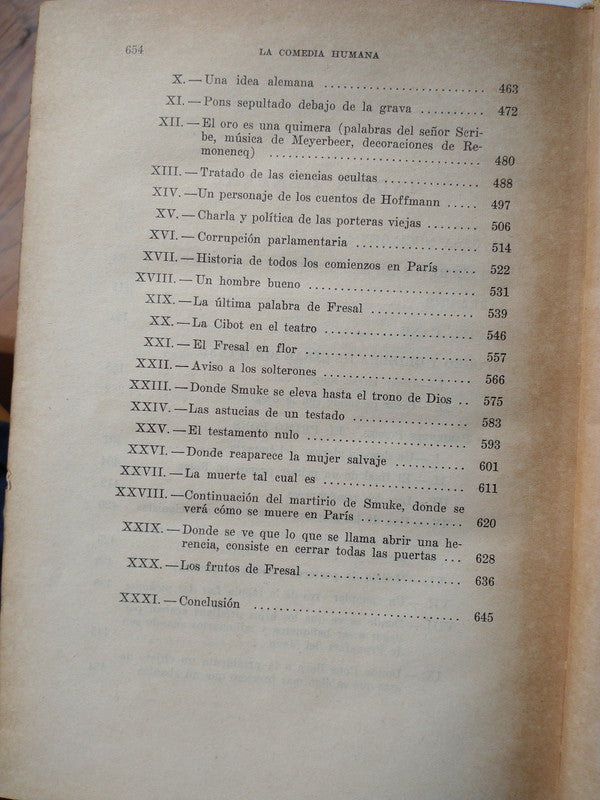 654
LA COMEDIA HUMANA
X. — Una idea alemana ........................ 463
XI. — Pons sepultado debajo de la grava .......... 472
XII. — El oro es una quimera (palabras del señor Scri-
be, música de Meyerbeer, decoraciones de Re-
monencq) ................................ 480
XIII. — Tratado de las ciencias ocultas .............. 488
XIV. — Un personaje de los cuentos de Hoffmann ..... 497
XV. — Charla y política de las porteras viejas ........ 506
XVI. — Corrupción parlamentaria .................. 514
XVII. — Historia de todos los comienzos en París ..... 522
XVIII. — Un hombre bueno ........................ 531
XIX. — La última palabra de Fresal ................ 539
XX. — La Cibot en el teatro ...................... 546
XXI. — El Fresal en flor ......................... 557
XXII. — Aviso a los solterones ...................... 566
XXIII. — Donde Smuke se eleva hasta el trono de Dios .. 575
XXIV. — Las astucias de un testado .................. 583
XXV. — El testamento nulo ........................ 593
XXVI. — Donde reaparece la mujer salvaje ........... 601
XXVII. — La muerte tal cual es ..................... 611
XXVIII. — Continuación del martirio de Smuke, donde se
verá cómo se muere en París ............... 620
XXIX. — Donde se ve que lo que se llama abrir una he-
rencia, consiste en cerrar todas las puertas ... 628
XXX. — Los frutos de Fresal ....................... 636
XXXI. — Conclusión .............................. 645